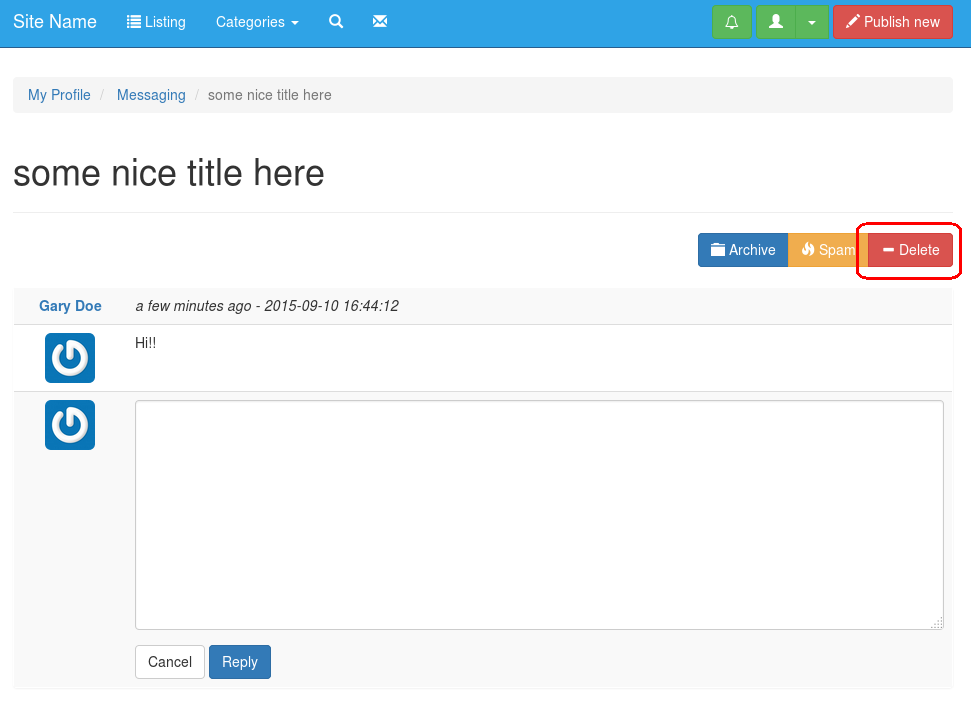 Site Name Listing Categories Publish new
My Profile / Messaging / some nice title here
some nice title here
Archive Spam Delete
Gary Doe a few minutes ago - 2015-09-10 16:44:12
Hi!!
Cancel Reply